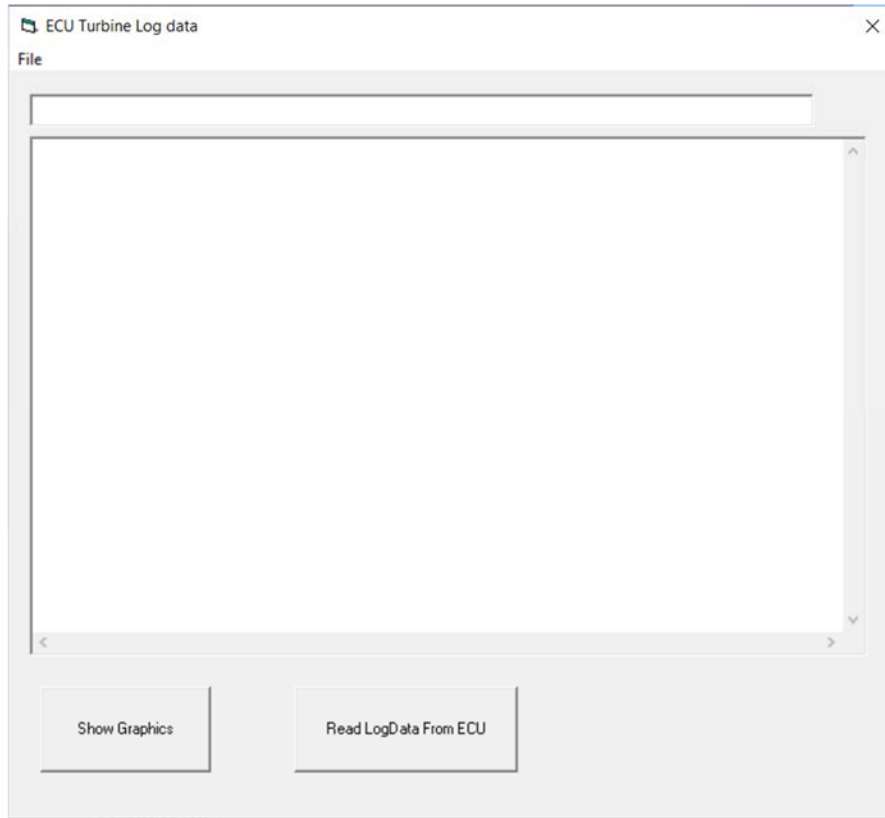 ECU Turbine Log data
File
Show Graphics
Read LogData From ECU